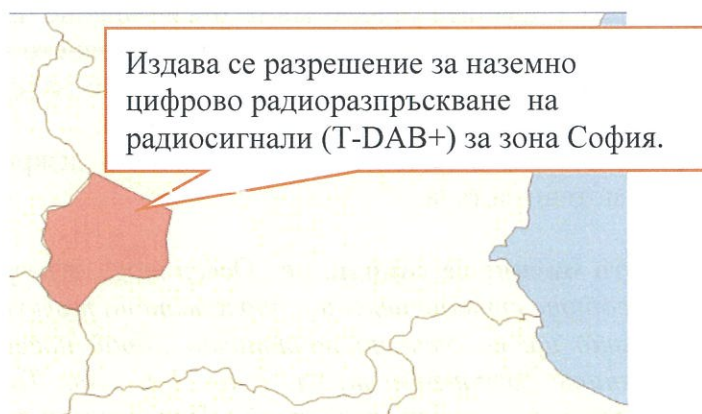 Издава се разрешение за наземно
цифрово радиоразпръскване на
радиосигнали (T-DAB+) за зона София.